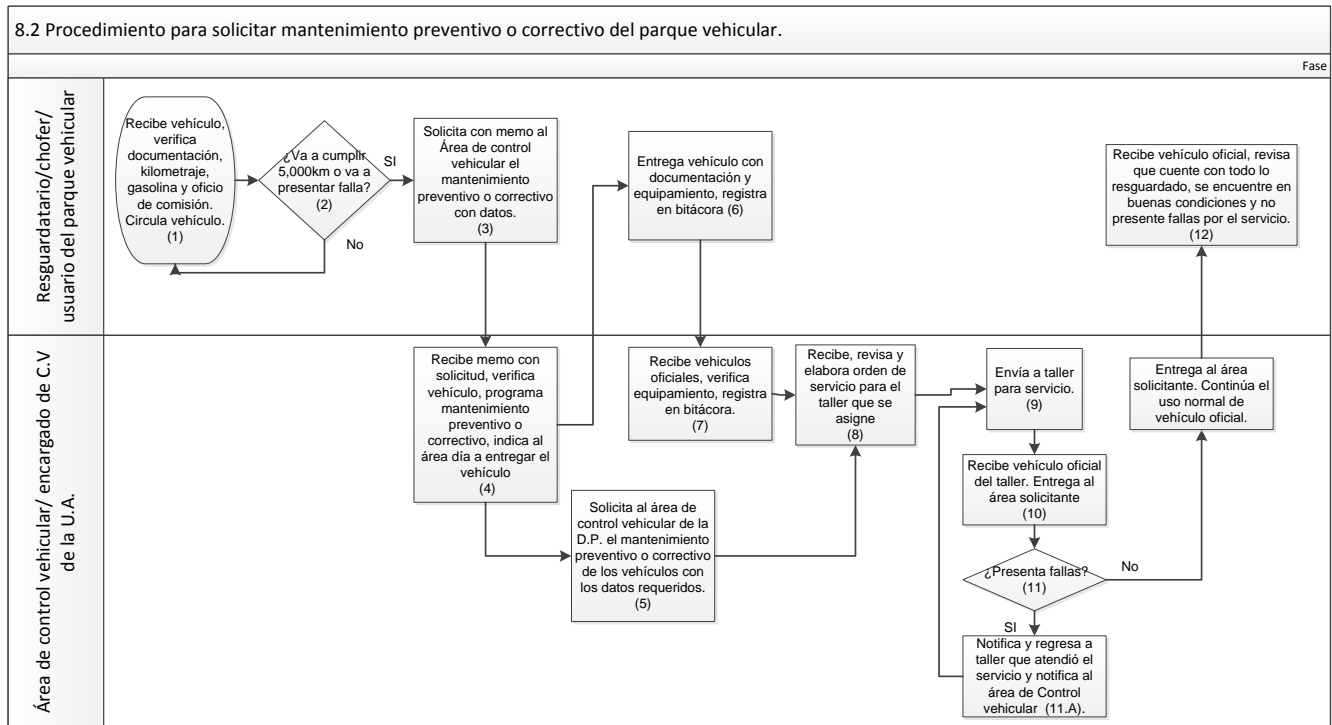 8.2 Procedimiento para solicitar mantenimiento preventivo o correctivo del parque vehicular.
Fase
Resguardatario/chofer/
usuario del parque vehicular
Recibe vehículo,
verifica
documentación,
kilometraje,
gasolina y oficio
de comisión.
Circula vehículo.
(1)
¿Va a cumplir
5,000km o va a
presentar falla?
(2)
SI
No
Solicita con memo al
Área de control
vehicular el
mantenimiento
preventivo o correctivo
con datos.
(3)
Entrega vehículo con
documentación y
equipamiento, registra
en bitácora (6)
Recibe vehículo oficial, revisa
que cuente con todo lo
resguardado, se encuentre en
buenas condiciones y no
presente fallas por el servicio.
(12)
Área de control vehicular/ encargado de C.V
de la U.A.
Recibe memo con
solicitud, verifica
vehículo, programa
mantenimiento
preventivo o
correctivo, indica al
área día a entregar el
vehículo
(4)
Solicita al área de
control vehicular de la
D.P. el mantenimiento
preventivo o correctivo
de los vehículos con
los datos requeridos.
(5)
Recibe vehiculos
oficiales, verifica
equipamiento, registra
en bitácora.
(7)
Recibe, revisa y
elabora orden de
servicio para el
taller que se
asigne
(8)
Envía a taller
para servicio.
(9)
Recibe vehículo oficial
del taller. Entrega al
área solicitante
(10)
¿Presenta fallas?
(11)
No
SI
Notifica y regresa a
taller que atendió el
servicio y notifica al
área de Control
vehicular (11.A).
Entrega al área
solicitante. Continúa el
uso normal de
vehículo oficial.